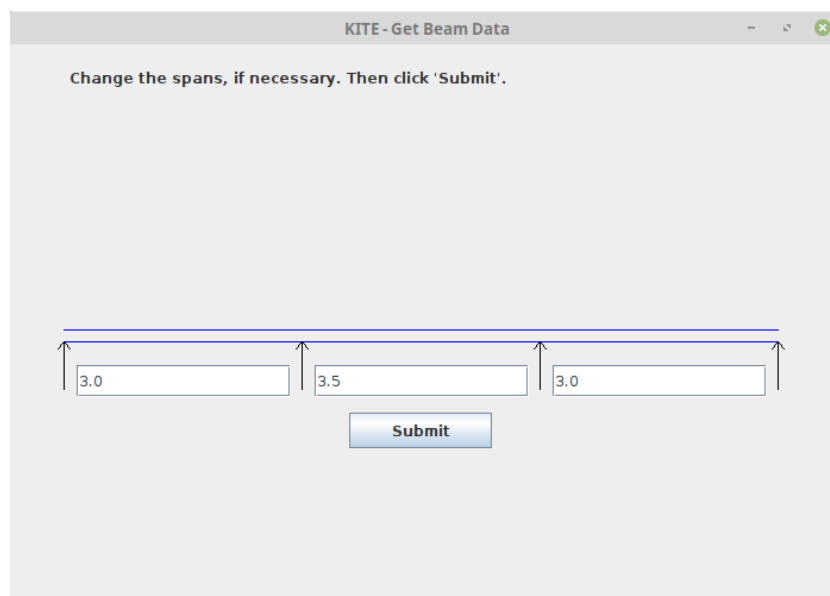 KITE - Get Beam Data
Change the spans, if necessary. Then click 'Submit'.
3.0 3.5 3.0
Submit